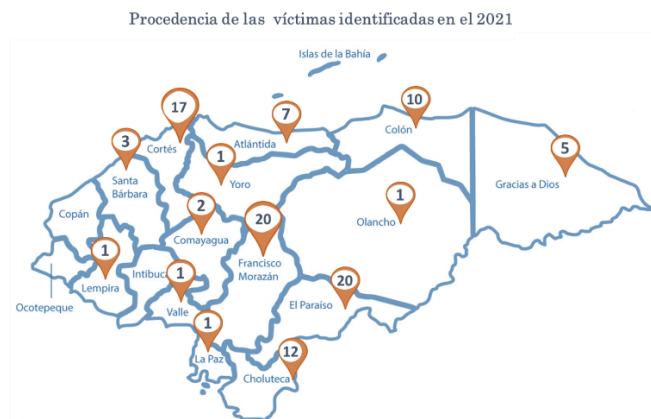 Procedencia de las víctimas identificadas en el 2021
Islas de la Bahía
17
7
10
Cortés
Atlántida
Colón
3
1
5
Santa
Bárbara
Yoro
Gracias a Dios
Copán
2
Comayagua
20
1
Olancho
1
Lempira
Intibuc
1
Francisco
Morazán
Ocotepeque
Valle
El Paraíso
20
1
La Paz
12
Choluteca